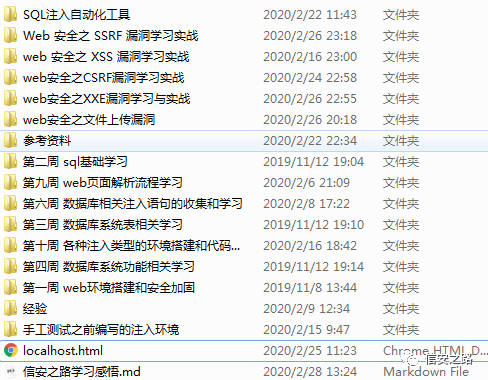 SQL注入自动化工具 2020/2/22 11:43 文件夹
Web 安全之 SSRF 漏洞学习实战 2020/2/26 23:18 文件夹
web 安全之 XSS 漏洞学习实战 2020/2/16 23:00 文件夹
web安全之CSRF漏洞学习实战 2020/2/24 22:58 文件夹
web安全之XXE漏洞学习与实战 2020/2/26 22:55 文件夹
web安全之文件上传漏洞 2020/2/26 20:18 文件夹
参考资料 2020/2/22 22:34 文件夹
第二周 sql基础学习 2019/11/12 19:04 文件夹
第九周 web页面解析流程学习 2020/2/6 21:09 文件夹
第六周 数据库相关注入语句的收集和学习 2020/2/8 17:22 文件夹
第三周 数据库系统表相关学习 2019/11/12 19:10 文件夹
第十周 各种注入类型的环境搭建和代码... 2020/2/16 18:42 文件夹
第四周 数据库系统功能相关学习 2019/11/12 19:14 文件夹
第一周 web环境搭建和安全加固 2019/11/8 13:44 文件夹
经验 2020/2/9 12:34 文件夹
手工测试之前编写的注入环境 2020/2/15 9:47 文件夹
localhost.html 2020/2/25 11:23 Chrome HTML D...
信安之路学习感悟.md 2020/2/28 13:24 Markdown File
信安之路